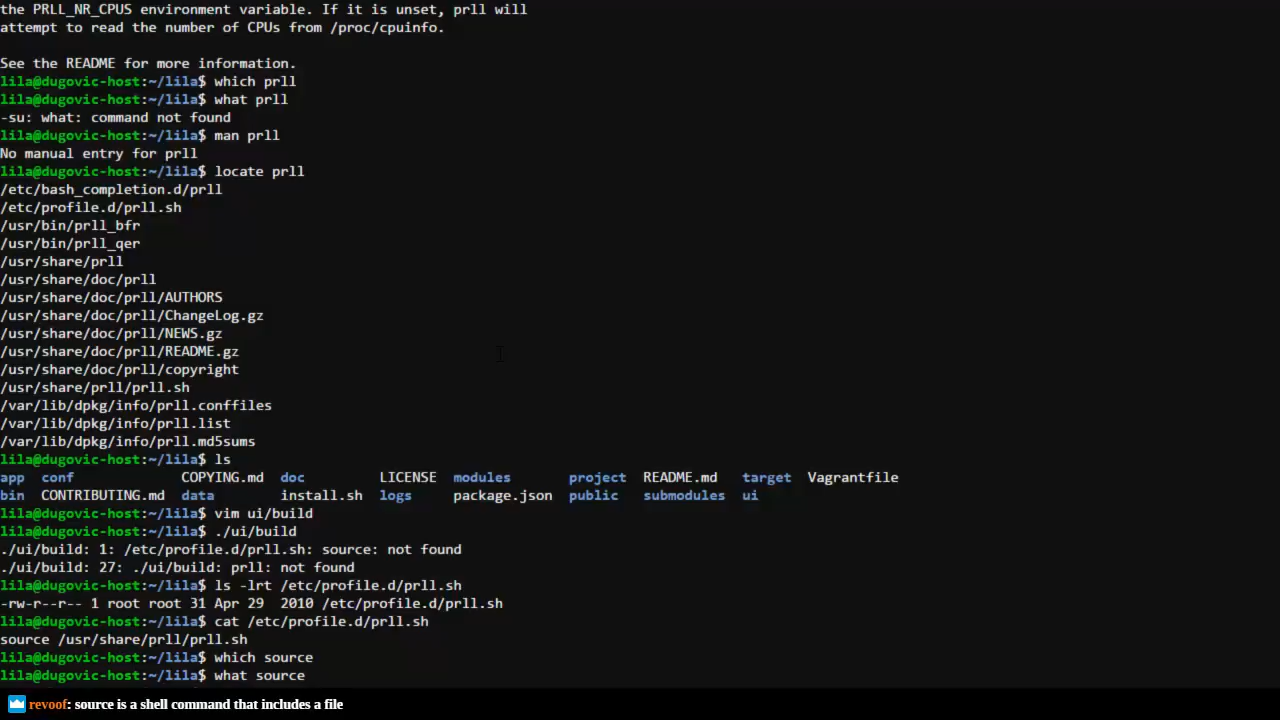 the PRLL_NR_CPUS environment variable. If it is unset, prll will
attempt to read the number of CPUs from /proc/cpuinfo.
See the README for more information.
lila@dugovic-host:~/lila$ which prll
lila@dugovic-host:~/lila$ what prll
-su: what: command not found
lila@dugovic-host:~/lila$ man prll
No manual entry for prll
lila@dugovic-host:~/lila$ locate prll
/etc/bash_completion.d/prll
/etc/profile.d/prll.sh
/usr/bin/prll_bfr
/usr/bin/prll_qer
/usr/share/prll
/usr/share/doc/prll
/usr/share/doc/prll/AUTHORS
/usr/share/doc/prll/ChangeLog.gz
/usr/share/doc/prll/NEWS.gz
/usr/share/doc/prll/README.gz
/usr/share/doc/prll/copyright
/usr/share/prll/prll.sh
/var/lib/dpkg/info/prll.conffiles
/var/lib/dpkg/info/prll.list
/var/lib/dpkg/info/prll.md5sums
lila@dugovic-host:~/lila$ ls
app conf COPYING.md doc LICENSE modules project README.md target Vagrantfile
bin CONTRIBUTING.md data install.sh logs package.json public submodules ui
lila@dugovic-host:~/lila$ vim ui/build
lila@dugovic-host:~/lila$ ./ui/build
./ui/build: 1: /etc/profile.d/prll.sh: source: not found
./ui/build: 27: ./ui/build: prll: not found
lila@dugovic-host:~/lila$ ls -lrt /etc/profile.d/prll.sh
-rw-r--r-- 1 root root 31 Apr 29 2010 /etc/profile.d/prll.sh
lila@dugovic-host:~/lila$ cat /etc/profile.d/prll.sh
source /usr/share/prll/prll.sh
lila@dugovic-host:~/lila$ which source
lila@dugovic-host:~/lila$ what source
revoof: source is a shell command that includes a file